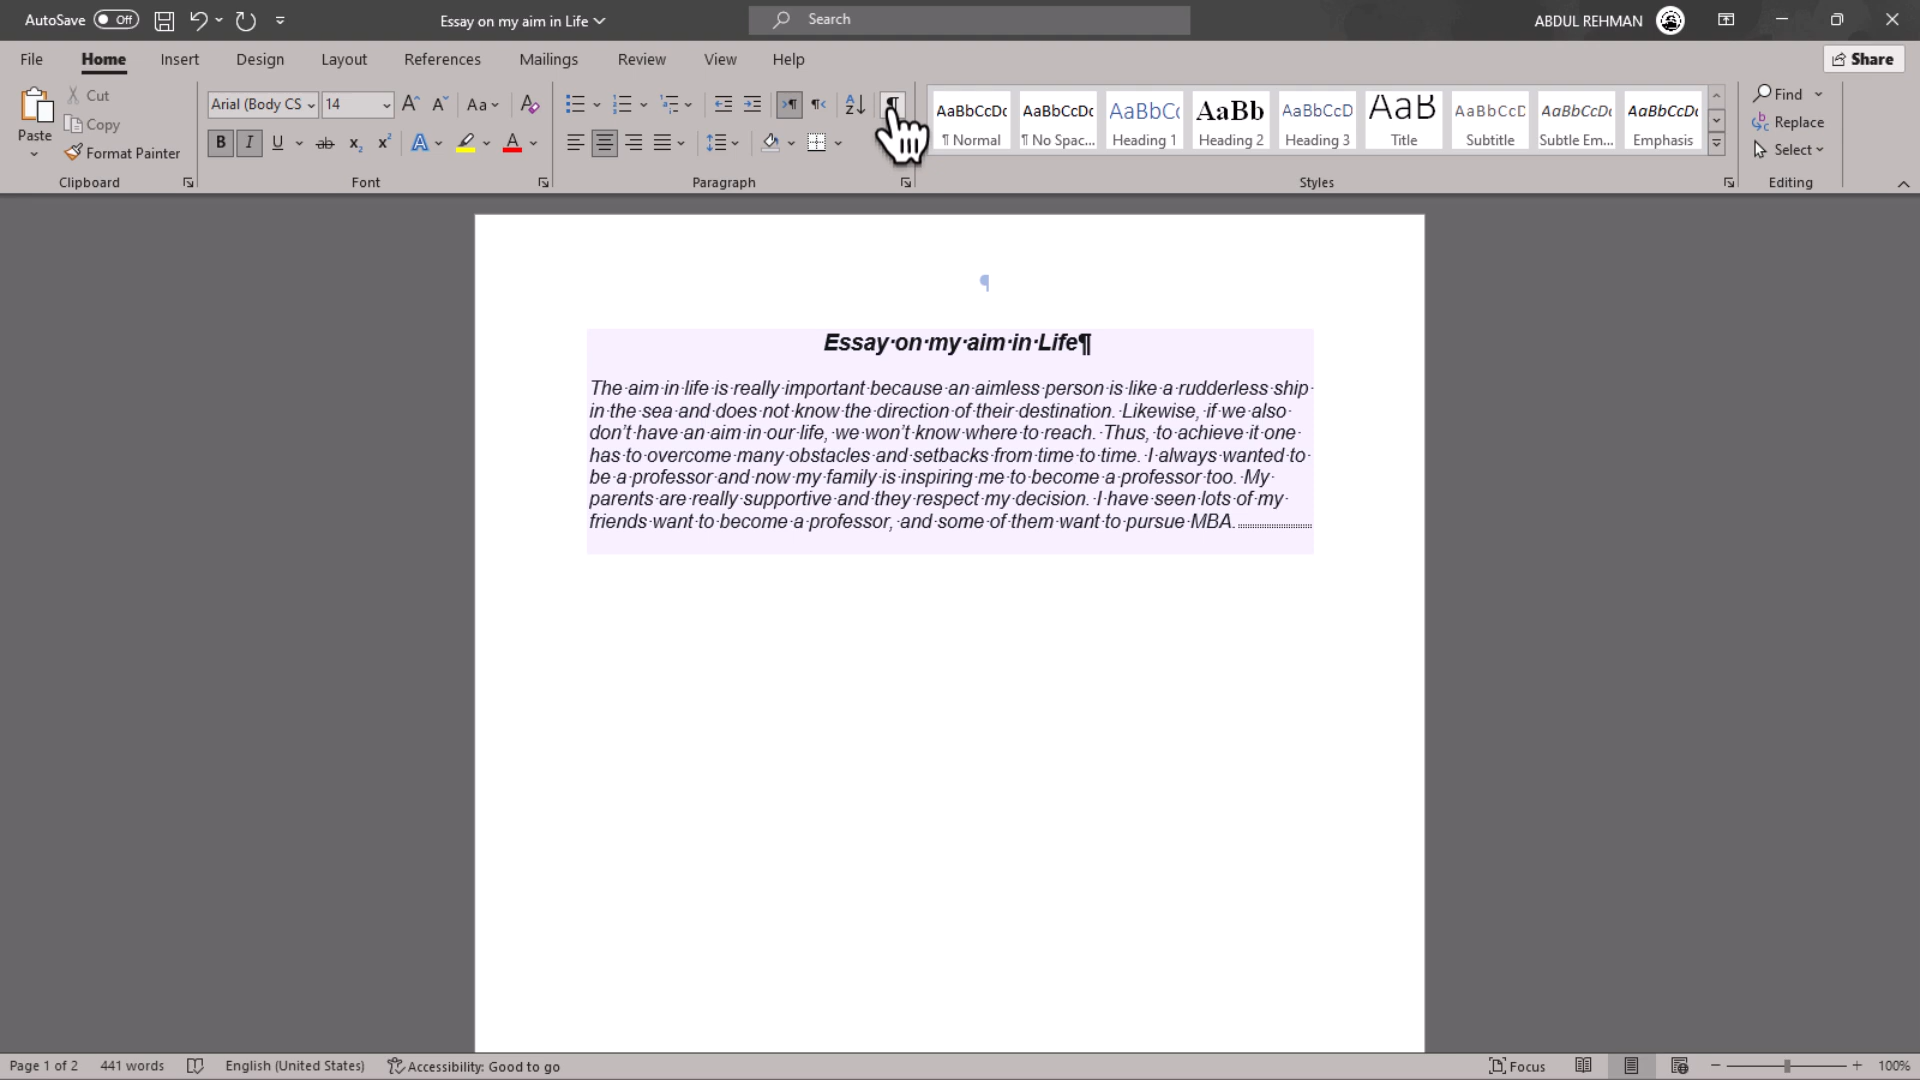 AutoSave Off Essay on my aim in Life Search ABDUL REHMAN
File Home Insert Design Layout References Mailings Review View Help Share
Paste
Cut
Copy
Format Painter
Clipboard
Arial (Body CS 14 Aa
B I U ab x₂ x² A A
Font
Paragraph
AaBbCcDc AaBbCcDc AaBbCc AaBb AaBbCcD AaB AaBbCcD AaBbCcDc AaBbCcDc
¶ Normal ¶ No Spac... Heading 1 Heading 2 Heading 3 Title Subtitle Subtle Em... Emphasis
Styles
Find
Replace
Select
Editing
¶
Essay·on·my·aim·in·Life¶
The·aim·in·life·is·really·important·because·an·aimless·person·is·like·a·rudderless·ship·
in·the·sea·and·does·not·know·the·direction·of·their·destination.·Likewise,·if·we·also·
don’t·have·an·aim·in·our·life,·we·won’t·know·where·to·reach.·Thus,·to·achieve·it·one·
has·to·overcome·many·obstacles·and·setbacks·from·time·to·time.·I·always·wanted·to·
be·a·professor·and·now·my·family·is·inspiring·me·to·become·a·professor·too.·My·
parents·are·really·supportive·and·they·respect·my·decision.·I·have·seen·lots·of·my·
friends·want·to·become·a·professor,·and·some·of·them·want·to·pursue·MBA.
Page 1 of 2 441 words English (United States) Accessibility: Good to go Focus 100%